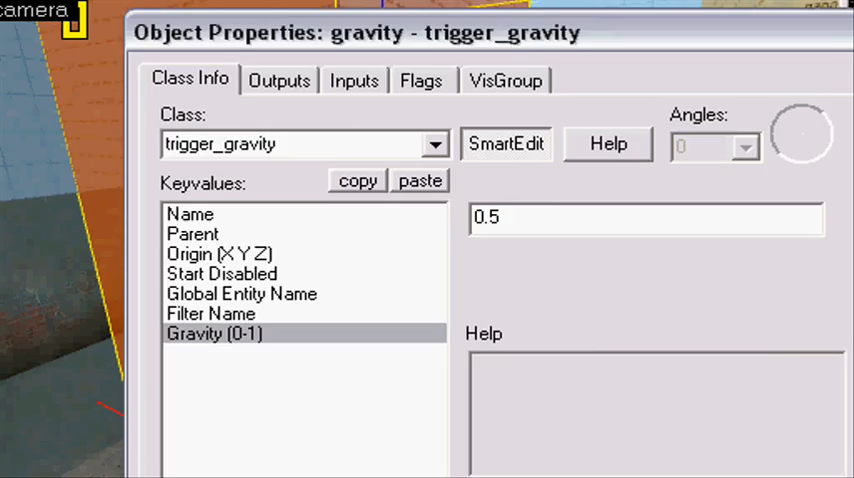 camera
Object Properties: gravity - trigger_gravity
Class Info Outputs Inputs Flags VisGroup
Class:
Angles:
trigger_gravity SmartEdit Help 0
Keyvalues: copy paste
Name
0.5
Parent
Origin (X Y Z)
Start Disabled
Global Entity Name
Filter Name
Gravity (0-1)
Help